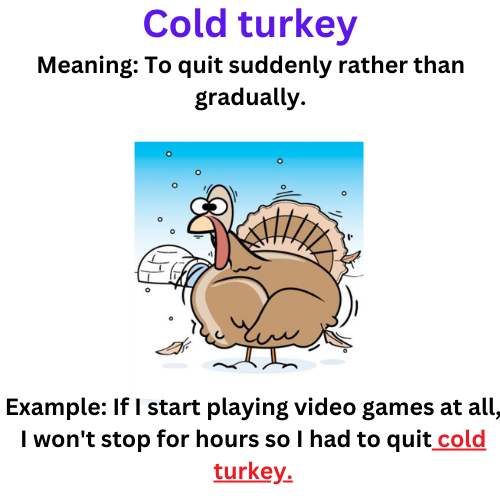 Cold turkey
Meaning: To quit suddenly rather than
gradually.
Example: If I start playing video games at all,
I won't stop for hours so I had to quit cold
turkey.